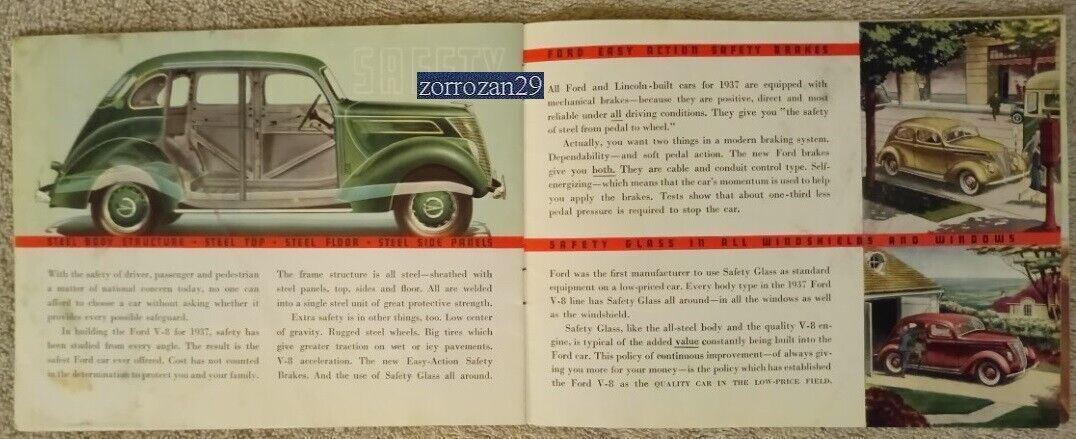 SAFETY
zorrozan29
STEEL BODY STRUCTURE · STEEL TOP · STEEL FLOOR · STEEL SIDE PANELS
With the safety of driver, passenger and pedestrian
a matter of national concern today, no one can
afford to choose a car without asking whether it
provides every possible safeguard.
In building the Ford V-8 for 1937, safety has
been studied from every angle. The result is the
safest Ford car ever offered. Cost has not counted
in the determination to protect you and your family.
The frame structure is all steel—sheathed with
steel panels, top, sides and floor. All are welded
into a single steel unit of great protective strength.
Extra safety is in other things, too. Low center
of gravity. Rugged steel wheels. Big tires which
give greater traction on wet or icy pavements.
V-8 acceleration. The new Easy-Action Safety
Brakes. And the use of Safety Glass all around.
FORD EASY ACTION SAFETY BRAKES
All Ford and Lincoln-built cars for 1937 are equipped with
mechanical brakes—because they are positive, direct and most
reliable under all driving conditions. They give you "the safety
of steel from pedal to wheel."
Actually, you want two things in a modern braking system.
Dependability—and soft pedal action. The new Ford brakes
give you both. They are cable and conduit control type. Self-
energizing—which means that the car's momentum is used to help
you apply the brakes. Tests show that about one-third less
pedal pressure is required to stop the car.
SAFETY GLASS IN ALL WINDSHIELDS AND WINDOWS
Ford was the first manufacturer to use Safety Glass as standard
equipment on a low-priced car. Every body type in the 1937 Ford
V-8 line has Safety Glass all around—in all the windows as well
as the windshield.
Safety Glass, like the all-steel body and the quality V-8 en-
gine, is typical of the added value constantly being built into the
Ford car. This policy of continuous improvement—of always giv-
ing you more for your money—is the policy which has established
the Ford V-8 as the QUALITY CAR IN THE LOW-PRICE FIELD.